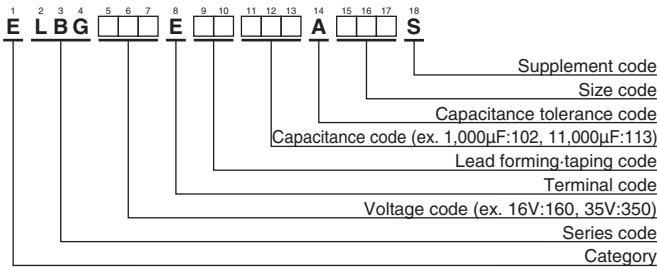 1 2 3 4 5 6 7 8 9 10 11 12 13 14 15 16 17 18
E L B G E A S
Supplement code
Size code
Capacitance tolerance code
Capacitance code (ex. 1,000μF:102, 11,000μF:113)
Lead forming·taping code
Terminal code
Voltage code (ex. 16V:160, 35V:350)
Series code
Category